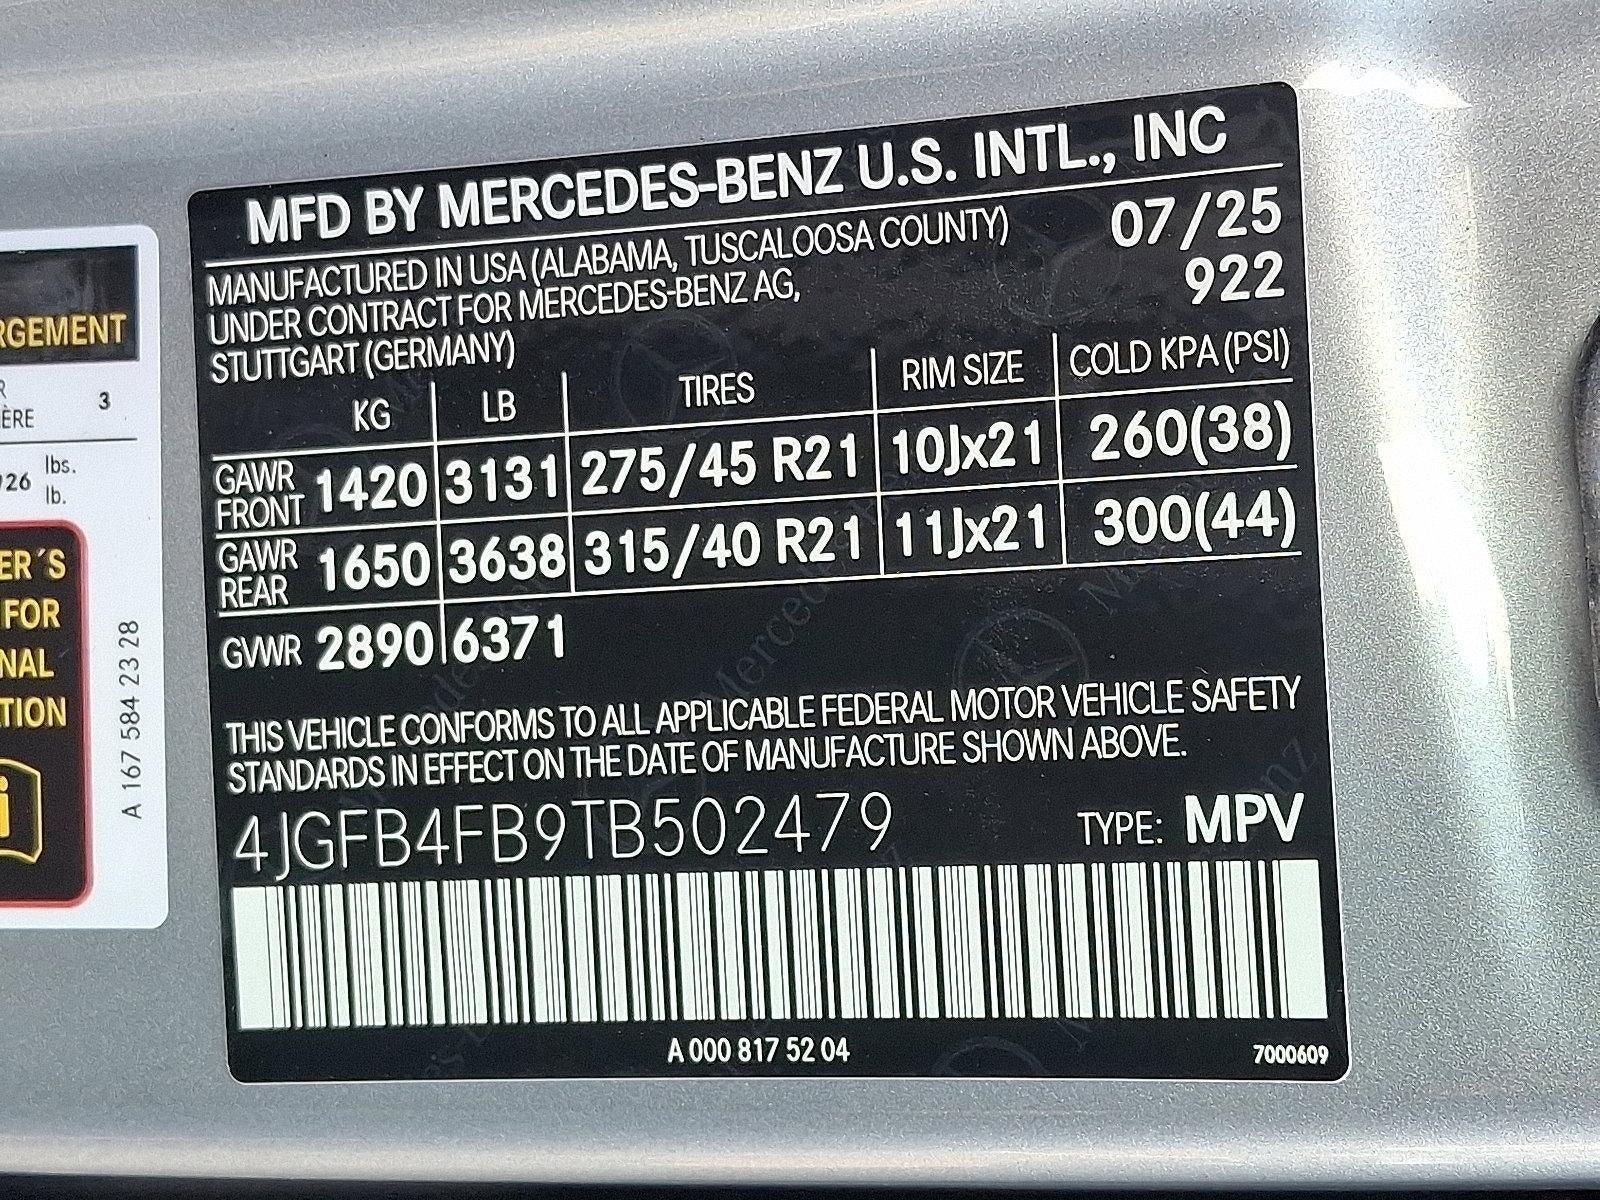 RGEMENT
3
ÈRE
lbs.
lb.
ER´S
FOR
NAL
TION
A 167 584 23 28
MFD BY MERCEDES-BENZ U.S. INTL., INC
MANUFACTURED IN USA (ALABAMA, TUSCALOOSA COUNTY) 07/25
UNDER CONTRACT FOR MERCEDES-BENZ AG, 922
STUTTGART (GERMANY)
KG LB TIRES RIM SIZE COLD KPA (PSI)
GAWR FRONT 1420 3131 275/45 R21 10Jx21 260(38)
GAWR REAR 1650 3638 315/40 R21 11Jx21 300(44)
GVWR 2890 6371
THIS VEHICLE CONFORMS TO ALL APPLICABLE FEDERAL MOTOR VEHICLE SAFETY
STANDARDS IN EFFECT ON THE DATE OF MANUFACTURE SHOWN ABOVE.
4JGFB4FB9TB502479 TYPE: MPV
A 000 817 52 04 7000609